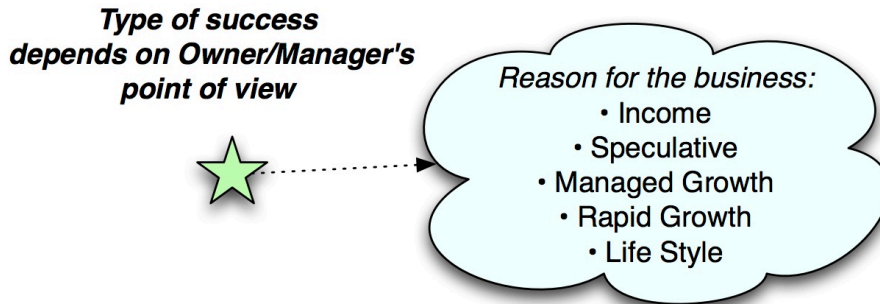 Type of success
depends on Owner/Manager's
point of view
Reason for the business:
• Income
• Speculative
• Managed Growth
• Rapid Growth
• Life Style